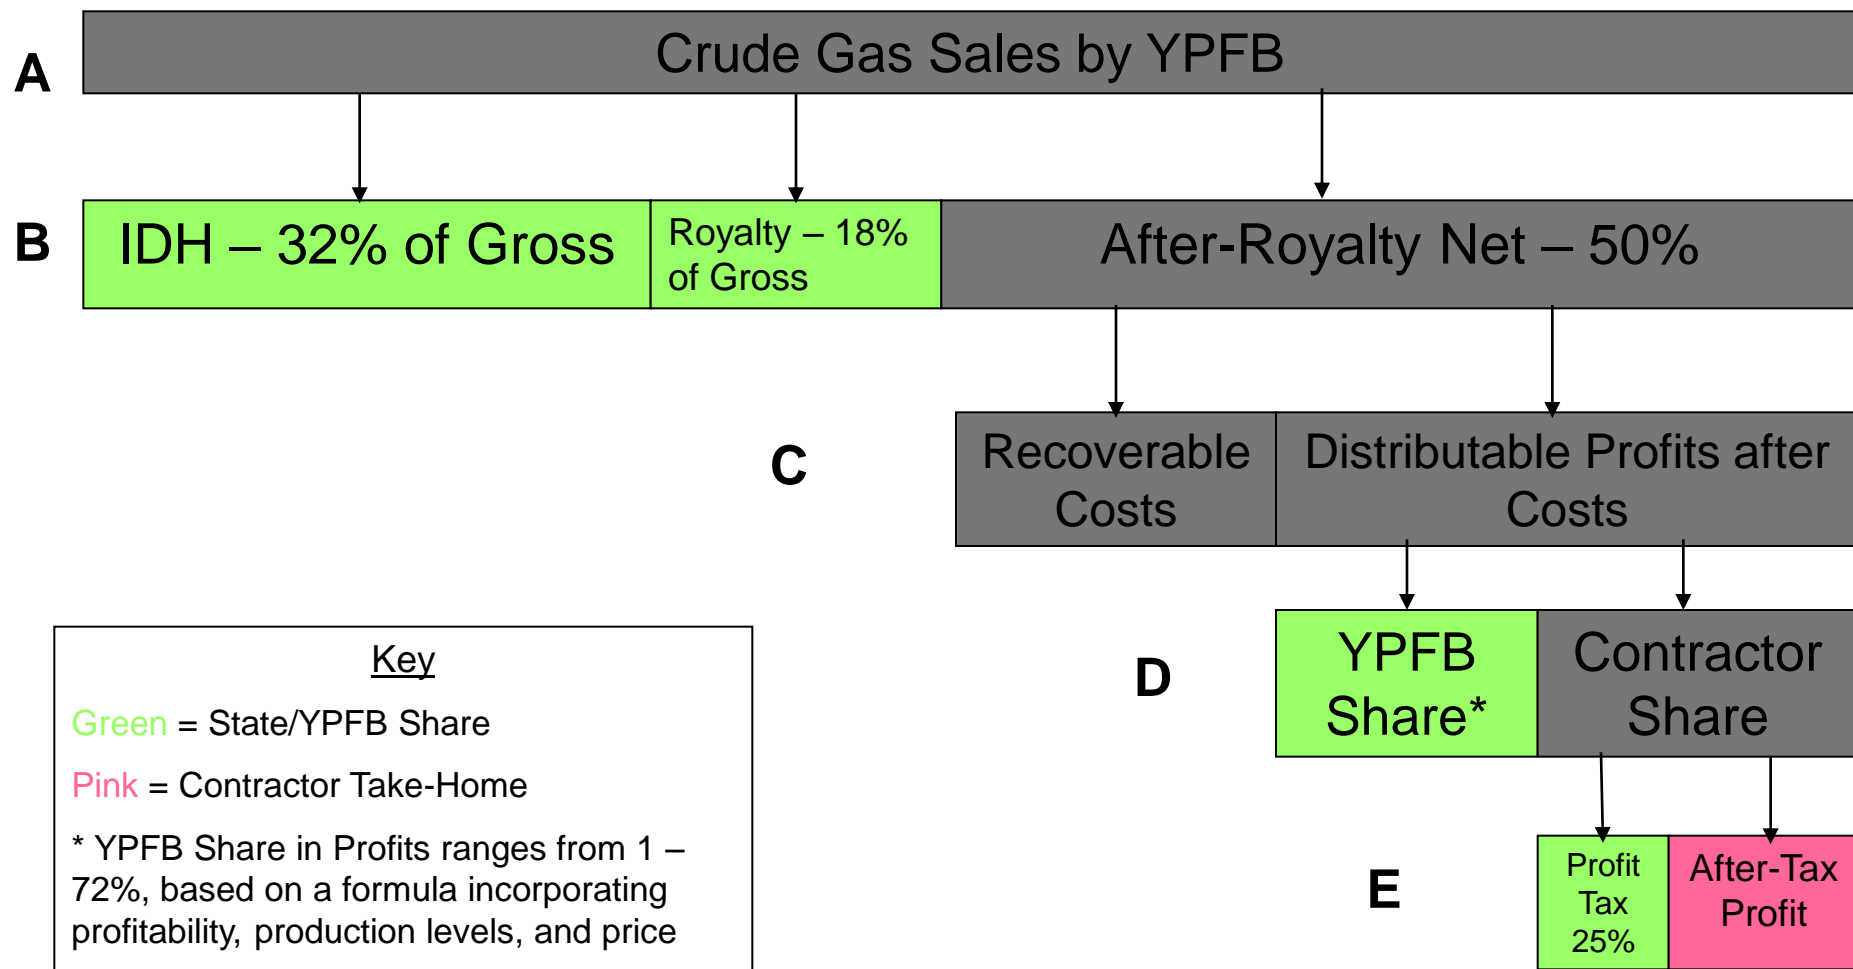 A
Crude Gas Sales by YPFB
B
IDH – 32% of Gross
Royalty – 18%
of Gross
After-Royalty Net – 50%
C
Recoverable
Costs
Distributable Profits after
Costs
D
YPFB
Share*
Contractor
Share
E
Profit
Tax
25%
After-Tax
Profit
Key
Green = State/YPFB Share
Pink = Contractor Take-Home
* YPFB Share in Profits ranges from 1 –
72%, based on a formula incorporating
profitability, production levels, and price